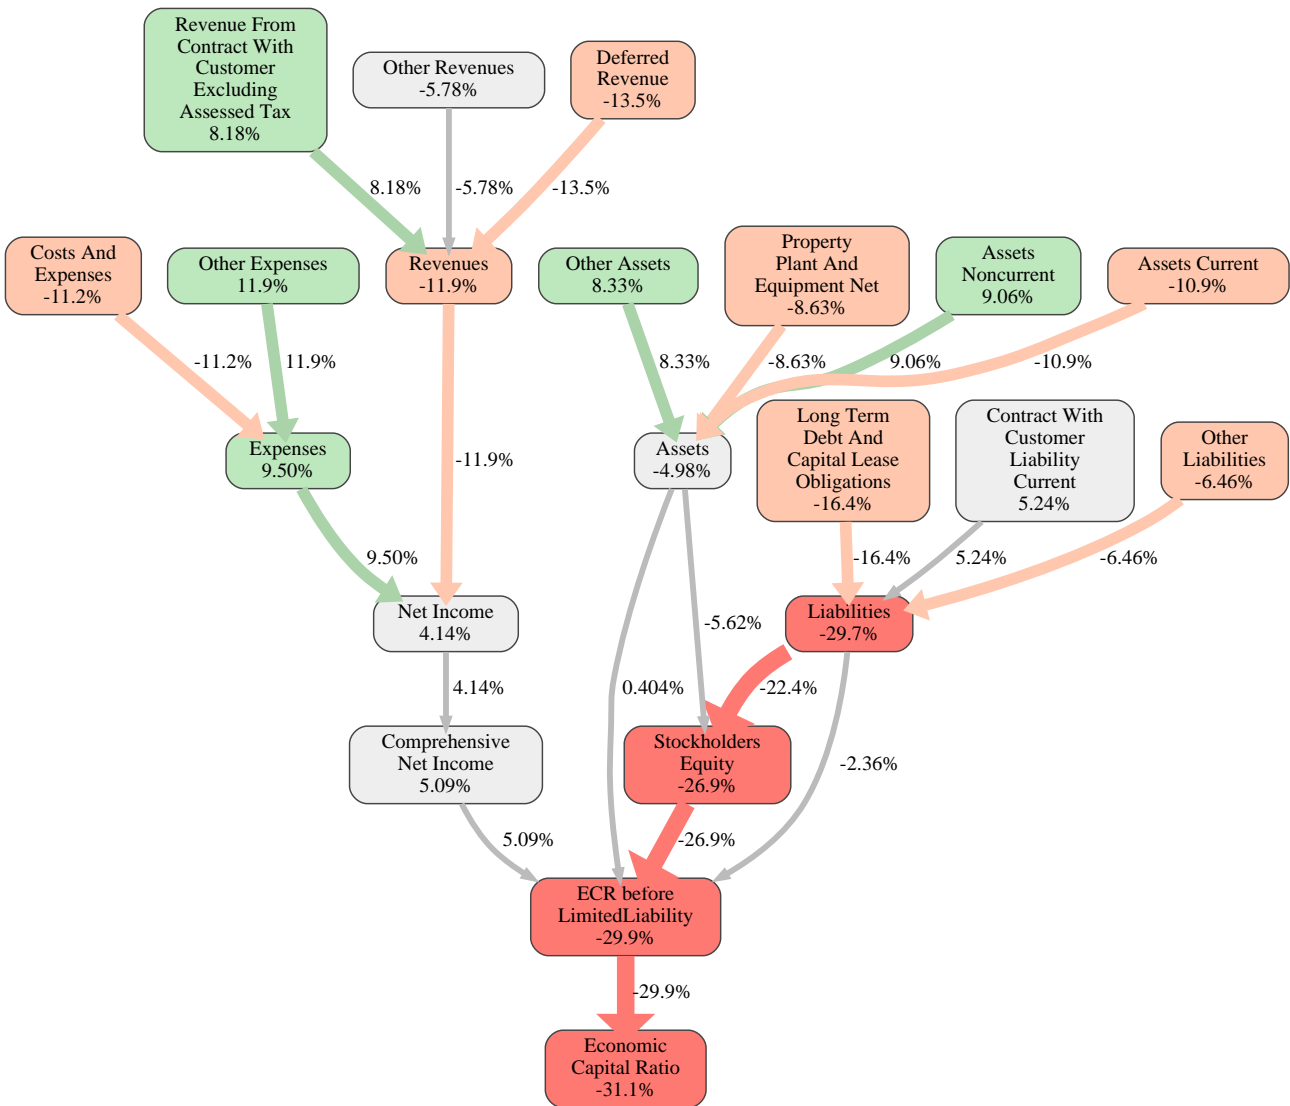 Revenue From
Contract With
Customer
Excluding
Assessed Tax
8.18%
Other Revenues
-5.78%
Deferred
Revenue
-13.5%
8.18%
-5.78%
-13.5%
Costs And
Expenses
-11.2%
Other Expenses
11.9%
Revenues
-11.9%
Other Assets
8.33%
Property
Plant And
Equipment Net
-8.63%
Assets
Noncurrent
9.06%
Assets Current
-10.9%
-11.2%
11.9%
8.33%
-8.63%
9.06%
-10.9%
Expenses
9.50%
-11.9%
Assets
-4.98%
Long Term
Debt And
Capital Lease
Obligations
-16.4%
Contract With
Customer
Liability
Current
5.24%
Other
Liabilities
-6.46%
9.50%
-16.4%
5.24%
-6.46%
Net Income
4.14%
-5.62%
Liabilities
-29.7%
4.14%
0.404%
-22.4%
Comprehensive
Net Income
5.09%
Stockholders
Equity
-26.9%
-2.36%
5.09%
-26.9%
ECR before
LimitedLiability
-29.9%
-29.9%
Economic
Capital Ratio
-31.1%